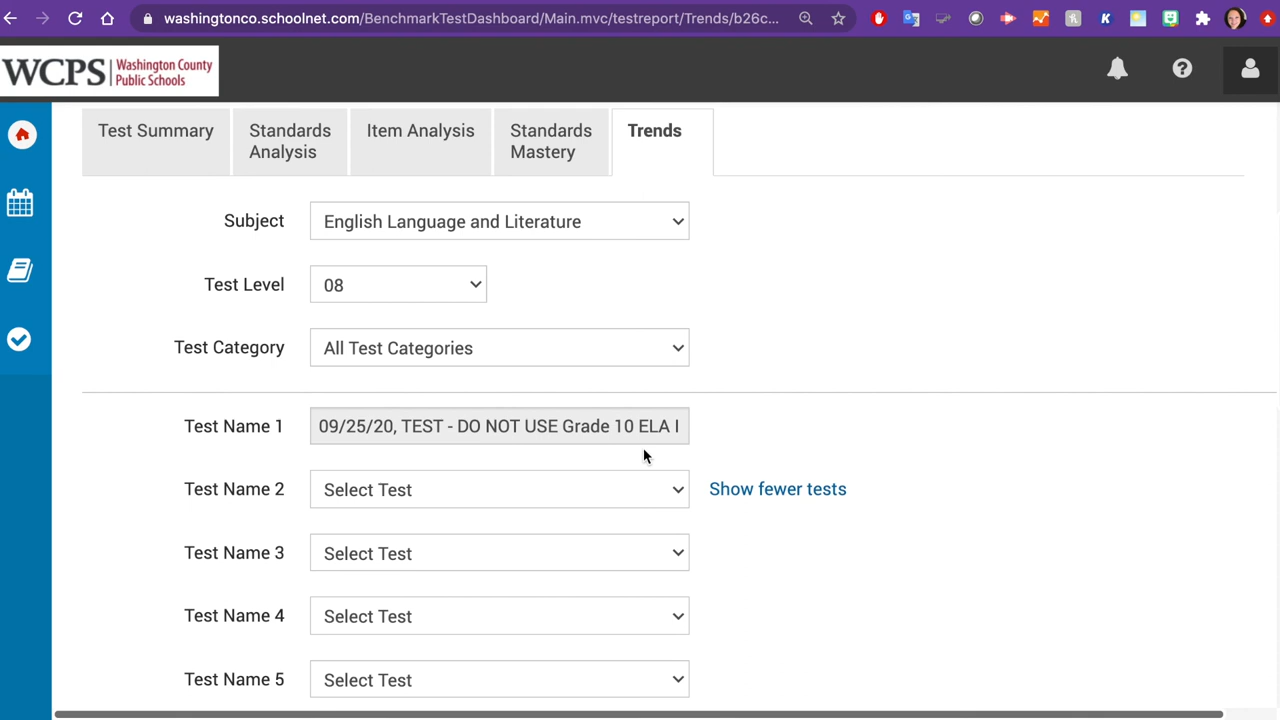 washingtonco.schoolnet.com/BenchmarkTestDashboard/Main.mvc/testreport/Trends/b26c...
WCPS Washington County Public Schools
Test Summary
Standards Analysis
Item Analysis
Standards Mastery
Trends
Subject English Language and Literature
Test Level 08
Test Category All Test Categories
Test Name 1 09/25/20, TEST - DO NOT USE Grade 10 ELA I
Test Name 2 Select Test Show fewer tests
Test Name 3 Select Test
Test Name 4 Select Test
Test Name 5 Select Test